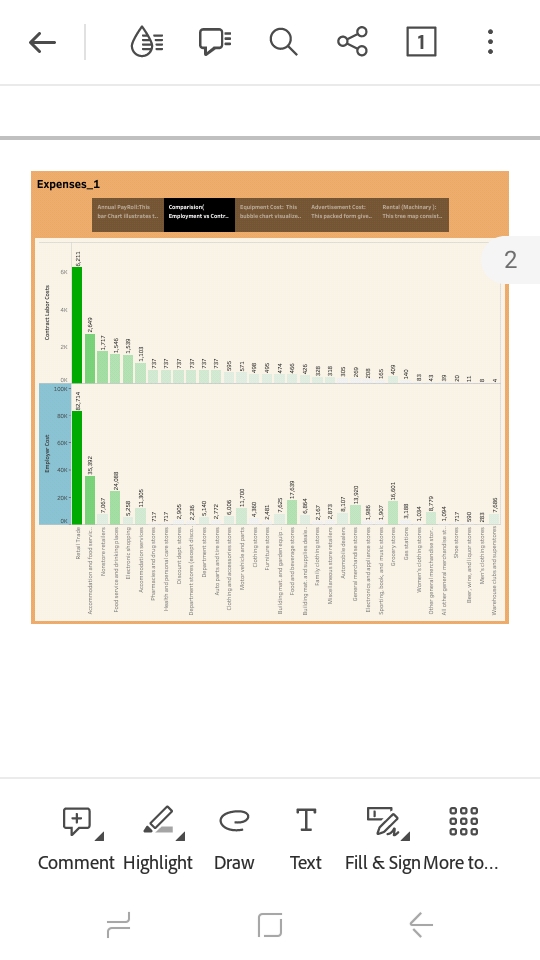 1
Expenses_1
Annual PayRoll:This
bar Chart illustrates t..
Comparision(
Employment vs Contr..
Equipment Cost: This
bubble chart visualize..
Advertisement Cost:
This packed form give..
Rental (Machinary ):
This tree map consist..
2
Contract Labor Costs
6K
4K
2K
0K
6,211
2,649
1,717
1,546
1,539
1,103
737
737
737
737
737
737
595
571
498
495
474
466
426
328
318
305
269
208
165
409
140
83
43
39
20
11
8
4
Employer Cost
100K
80K
60K
40K
20K
0K
82,714
35,392
7,067
24,088
5,258
11,305
717
717
2,905
2,236
5,140
2,772
6,006
11,700
4,360
2,481
7,625
17,639
6,864
2,167
2,873
8,107
13,920
1,986
1,907
16,601
3,188
1,094
8,779
1,094
717
590
283
7,686
Retail Trade
Accommodation and food servic..
Nonstore retailers
Food service and drinking places
Electronic shopping
Accommodation services
Pharmacies and drug stores
Health and personal care stores
Discount dept. stores
Department stores (except discu..
Department stores
Auto parts and tire stores
Clothing and accessories stores
Motor vehicle and parts
Clothing stores
Furniture stores
Building mat. and garden equip ..
Food and beverage stores
Building mat. and supplies deale..
Family clothing stores
Miscellaneous store retailers
Automobile dealers
General merchandise stores
Electronics and appliance stores
Sporting, book, and music stores
Grocery stores
Gas stations
Women's clothing stores
Other general merchandise stor..
All other general merchandise st..
Shoe stores
Beer, wine, and liquor stores
Men's clothing stores
Warehouse clubs and superstores
Comment
Highlight
Draw
Text
Fill & Sign
More to...